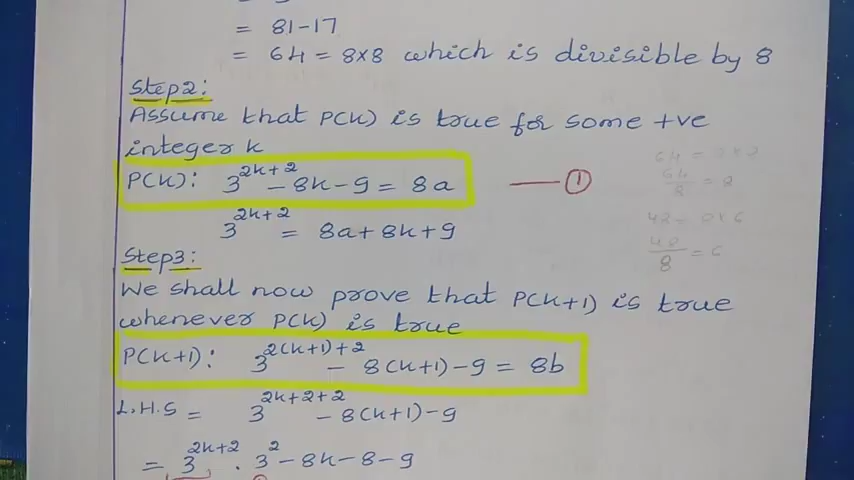 = 81-17
= 64 = 8×8 which is divisible by 8
Step2:
Assume that P(k) is true for some +ve
integer k
P(k): 3^{2k+2} - 8k - 9 = 8a ——— ①
3^{2k+2} = 8a + 8k + 9
Step3:
We shall now prove that P(k+1) is true
whenever P(k) is true
P(k+1): 3^{2(k+1)+2} - 8(k+1) - 9 = 8b
L.H.S = 3^{2k+2+2} - 8(k+1) - 9
= 3^{2k+2} . 3^2 - 8k - 8 - 9